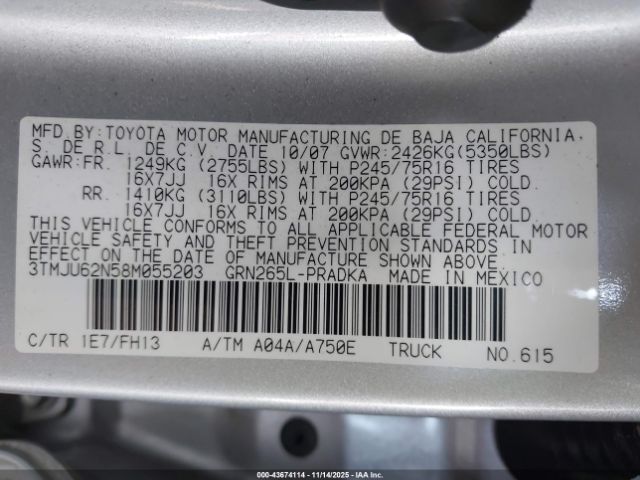 MFD.BY:TOYOTA MOTOR MANUFACTURING DE BAJA CALIFORNIA,
S. DE R.L. DE C.V. DATE 10/07 GVWR:2426KG(5350LBS)
GAWR:FR. 1249KG (2755LBS) WITH P245/75R16 TIRES
16X7JJ 16X RIMS AT 200KPA (29PSI) COLD.
RR. 1410KG (3110LBS) WITH P245/75R16 TIRES
16X7JJ 16X RIMS AT 200KPA (29PSI) COLD.
THIS VEHICLE CONFORMS TO ALL APPLICABLE FEDERAL MOTOR
VEHICLE SAFETY AND THEFT PREVENTION STANDARDS IN
EFFECT ON THE DATE OF MANUFACTURE SHOWN ABOVE.
3TMJU62N58M055203 GRN265L-PRADKA MADE IN MEXICO
C/TR 1E7/FH13 A/TM A04A/A750E TRUCK NO.615
000-43674114 - 11/14/2025 - IAA Inc.